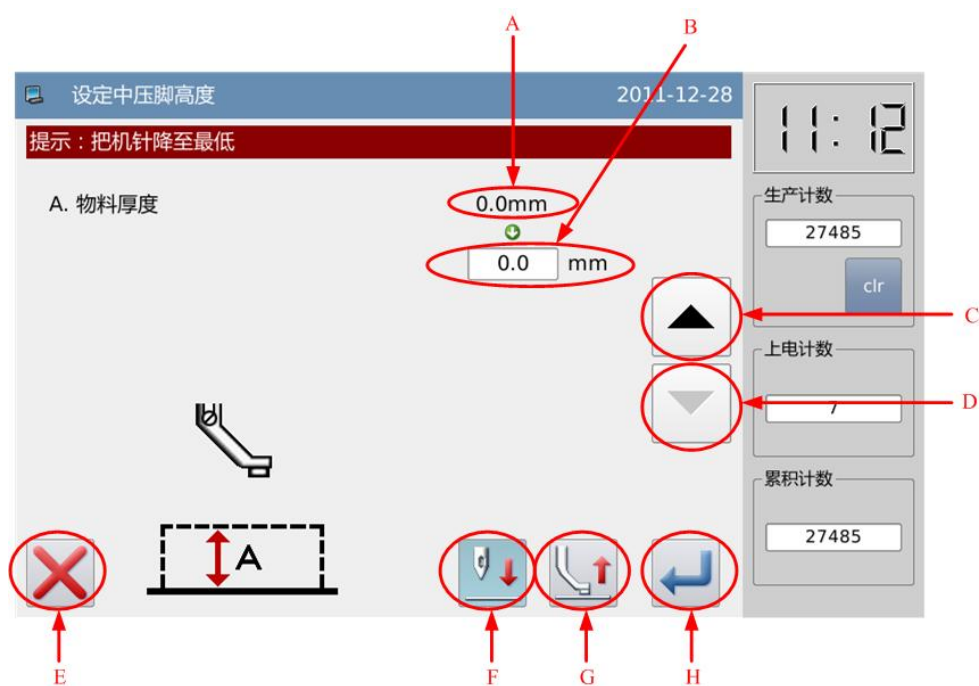 A
B
设定中压脚高度 2011-12-28
提示：把机针降至最低
11:12
A. 物料厚度 0.0mm
0.0 mm
生产计数
27485
clr
C
上电计数
7
D
累积计数
27485
A
E
F
G
H